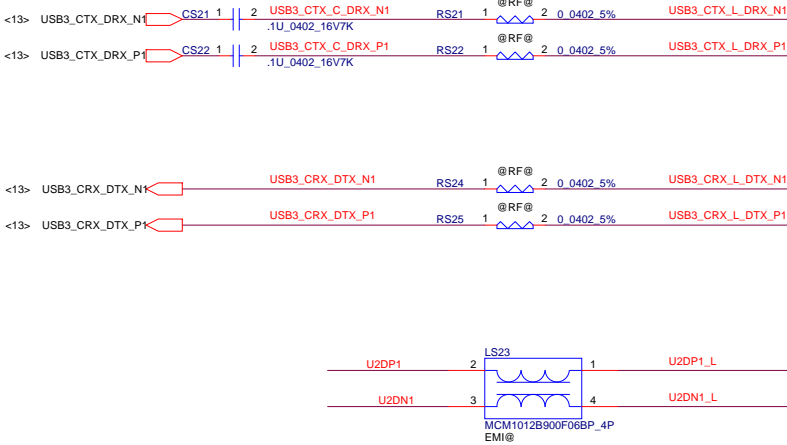 @RF@
<13> USB3_CTX_DRX_N1 CS21 1 2 USB3_CTX_C_DRX_N1 RS21 1 2 0_0402_5% USB3_CTX_L_DRX_N1
.1U_0402_16V7K
@RF@
<13> USB3_CTX_DRX_P1 CS22 1 2 USB3_CTX_C_DRX_P1 RS22 1 2 0_0402_5% USB3_CTX_L_DRX_P1
.1U_0402_16V7K
@RF@
<13> USB3_CRX_DTX_N1 USB3_CRX_DTX_N1 RS24 1 2 0_0402_5% USB3_CRX_L_DTX_N1
@RF@
<13> USB3_CRX_DTX_P1 USB3_CRX_DTX_P1 RS25 1 2 0_0402_5% USB3_CRX_L_DTX_P1
LS23
U2DP1 2 1 U2DP1_L
U2DN1 3 4 U2DN1_L
MCM1012B900F06BP_4P
EMI@